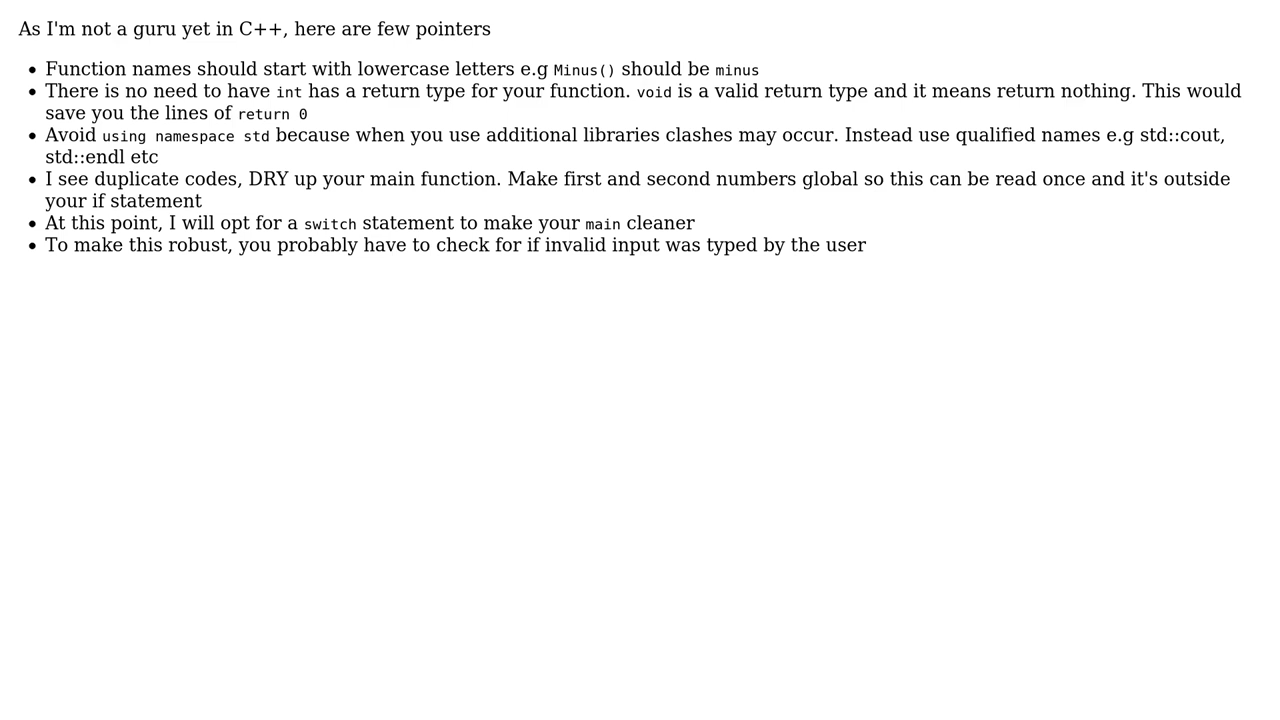 As I'm not a guru yet in C++, here are few pointers
• Function names should start with lowercase letters e.g Minus() should be minus
• There is no need to have int has a return type for your function. void is a valid return type and it means return nothing. This would
save you the lines of return 0
• Avoid using namespace std because when you use additional libraries clashes may occur. Instead use qualified names e.g std::cout,
std::endl etc
• I see duplicate codes, DRY up your main function. Make first and second numbers global so this can be read once and it's outside
your if statement
• At this point, I will opt for a switch statement to make your main cleaner
• To make this robust, you probably have to check for if invalid input was typed by the user